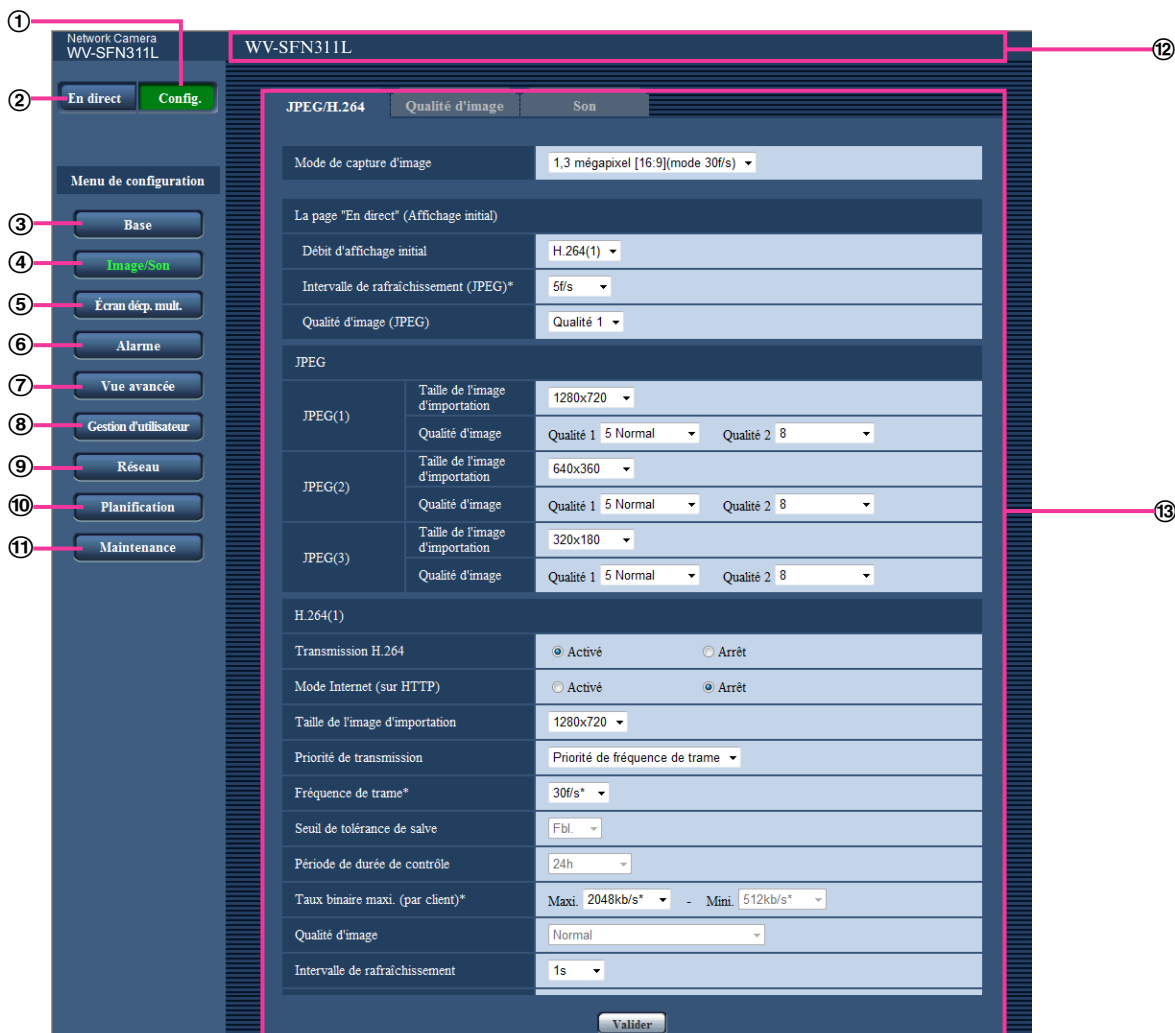 ①
Network Camera
WV-SFN311L
WV-SFN311L
⑫
②
En direct
Config.
JPEG/H.264
Qualité d'image
Son
Mode de capture d'image
1,3 mégapixel [16:9](mode 30f/s)
Menu de configuration
③
Base
④
Image/Son
⑤
Écran décp. mult.
⑥
Alarme
⑦
Vue avancée
⑧
Gestion d'utilisateur
⑨
Réseau
⑩
Planification
⑪
Maintenance
La page "En direct" (Affichage initial)
Débit d'affichage initial
H.264(1)
Intervalle de rafraîchissement (JPEG)*
5f/s
Qualité d'image (JPEG)
Qualité 1
JPEG
JPEG(1)
Taille de l'image
d'importation
1280x720
Qualité d'image
Qualité 1 5 Normal Qualité 2 8
JPEG(2)
Taille de l'image
d'importation
640x360
Qualité d'image
Qualité 1 5 Normal Qualité 2 8
⑬
JPEG(3)
Taille de l'image
d'importation
320x180
Qualité d'image
Qualité 1 5 Normal Qualité 2 8
H.264(1)
Transmission H.264
Activé Arrêt
Mode Internet (sur HTTP)
Activé Arrêt
Taille de l'image d'importation
1280x720
Priorité de transmission
Priorité de fréquence de trame
Fréquence de trame*
30f/s*
Seuil de tolérance de salve
Fbl.
Période de durée de contrôle
24h
Taux binaire maxi. (par client)*
Maxi. 2048kb/s* - Mini. 512kb/s*
Qualité d'image
Normal
Intervalle de rafraîchissement
1s
Valider